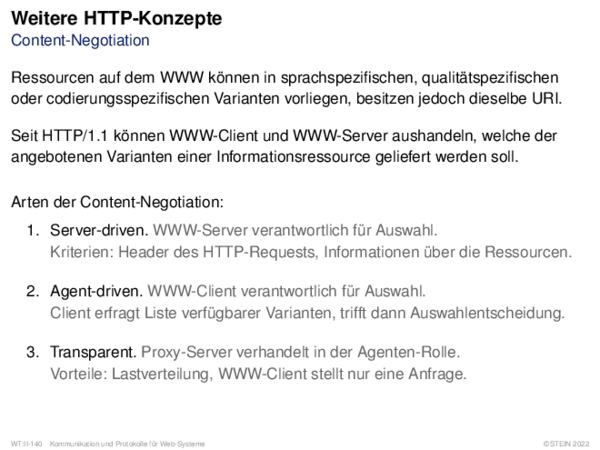 Weitere HTTP-Konzepte
Content-Negotiation
Ressourcen auf dem WWW können in sprachspezifischen, qualitätspezifischen
oder codierungsspezifischen Varianten vorliegen, besitzen jedoch dieselbe URI.
Seit HTTP/1.1 können WWW-Client und WWW-Server aushandeln, welche der
angebotenen Varianten einer Informationsressource geliefert werden soll.
Arten der Content-Negotiation:
1. Server-driven. WWW-Server verantwortlich für Auswahl.
Kriterien: Header des HTTP-Requests, Informationen über die Ressourcen.
2. Agent-driven. WWW-Client verantwortlich für Auswahl.
Client erfragt Liste verfügbarer Varianten, trifft dann Auswahlentscheidung.
3. Transparent. Proxy-Server verhandelt in der Agenten-Rolle.
Vorteile: Lastverteilung, WWW-Client stellt nur eine Anfrage.
WT:II-140 Kommunikation und Protokolle für Web-Systeme ©STEIN 2022